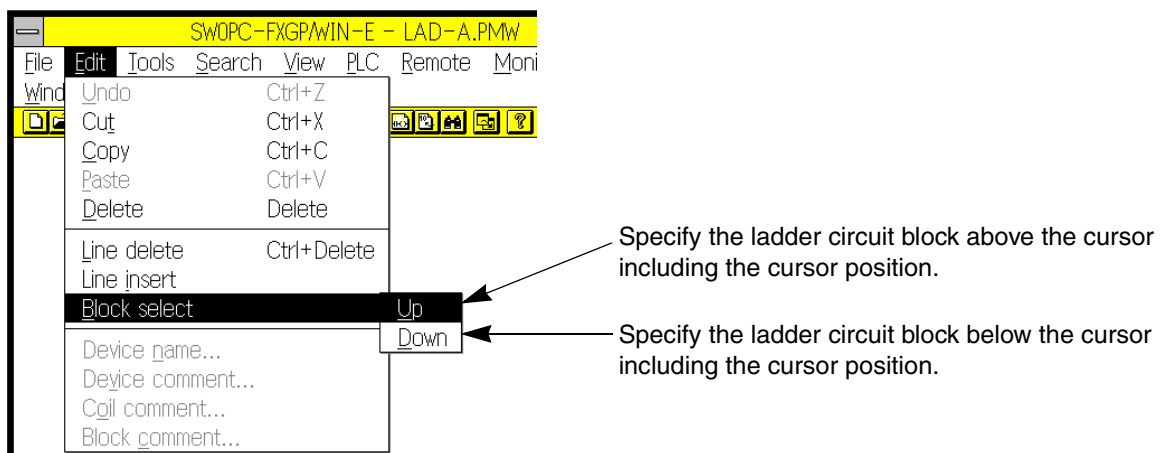 SW0PC-FXGP/WIN-E - LAD-A.PMW
File Edit Tools Search View PLC Remote Moni
Wind
Undo Ctrl+Z
Cut Ctrl+X
Copy Ctrl+C
Paste Ctrl+V
Delete Delete
Line delete Ctrl+Delete
Line insert
Block select
Up
Down
Device name...
Device comment...
Coil comment...
Block comment...
Specify the ladder circuit block above the cursor
including the cursor position.
Specify the ladder circuit block below the cursor
including the cursor position.